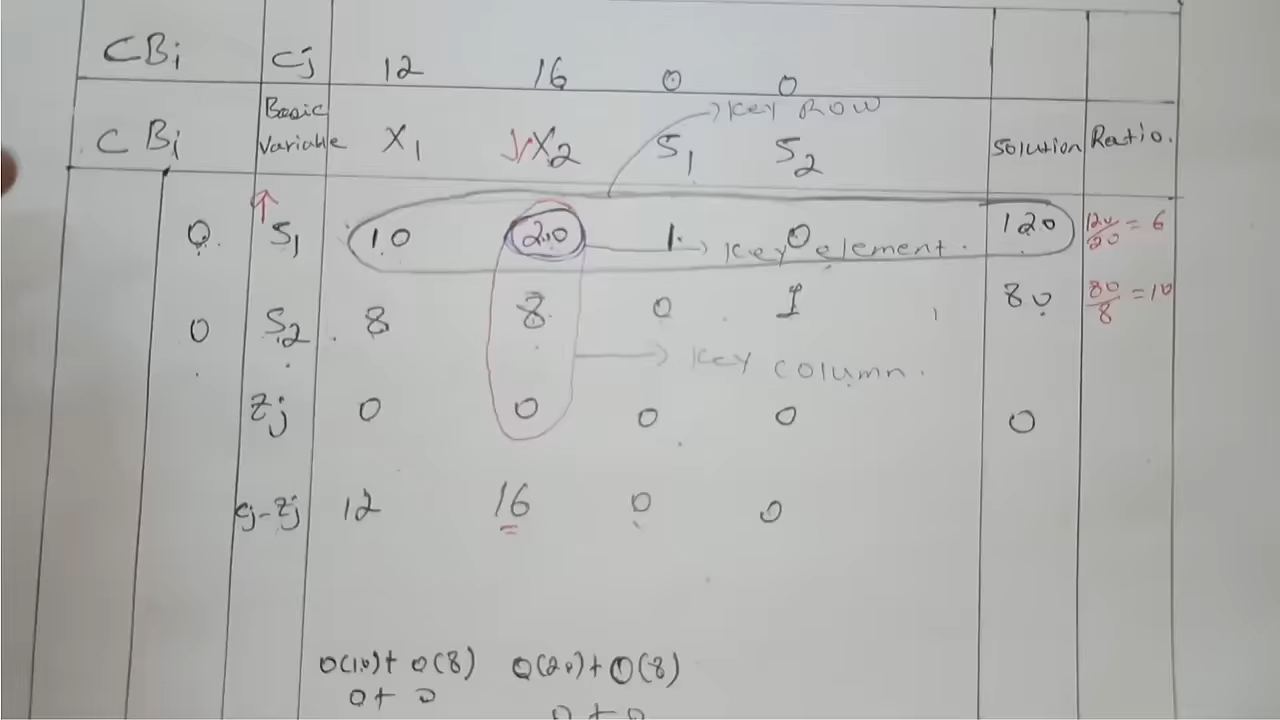 CBi Cj 12 16 0 0
→ Key Row
CBi Basic Variable X1 X2 S1 S2 Solution Ratio.
0 S1 10 20 1 0 120 120/20 = 6
→ Key element.
0 S2 8 8 0 1 80 80/8 = 10
→ Key column.
Zj 0 0 0 0 0
Cj-Zj 12 16 0 0
0(10)+ 0(8) 0(20)+0(8)
0+ 0 0+0